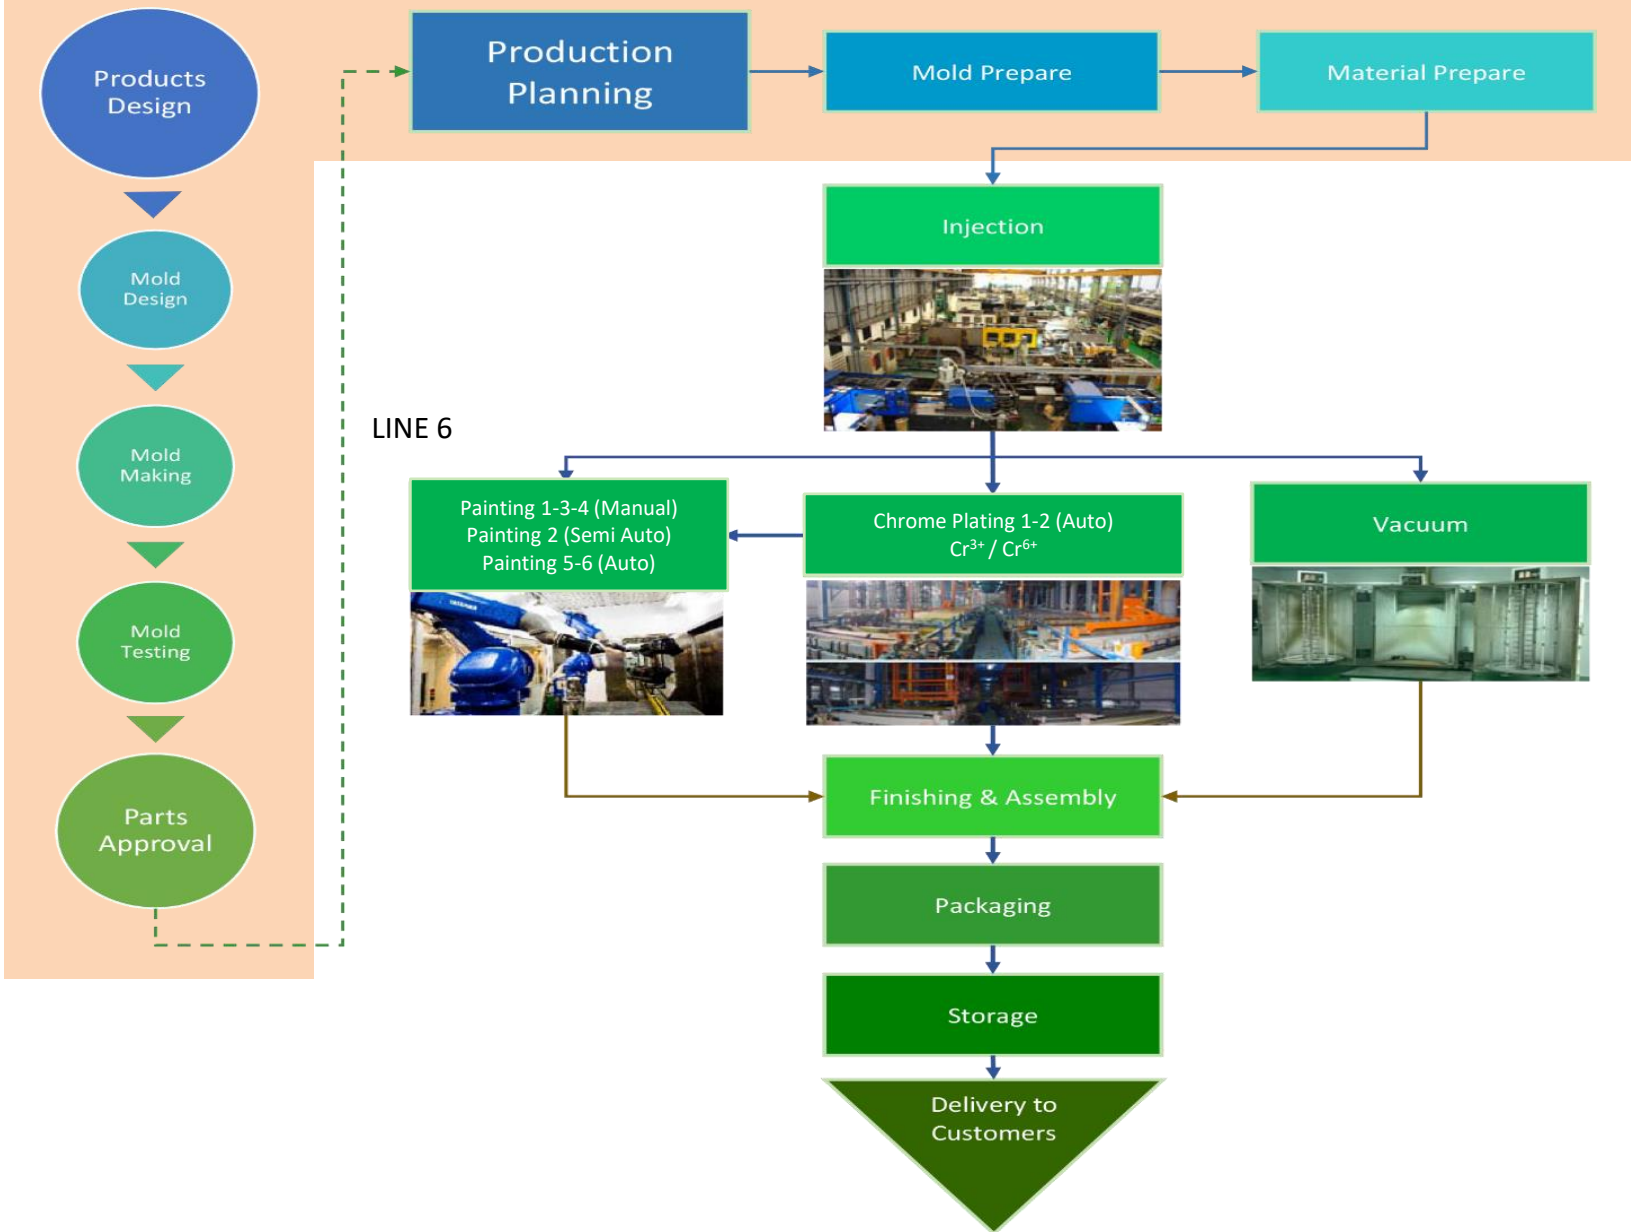 Products
Design
Mold
Design
Mold
Making
Mold
Testing
Parts
Approval
Production
Planning
Mold Prepare
Material Prepare
Injection
LINE 6
Painting 1-3-4 (Manual)
Painting 2 (Semi Auto)
Painting 5-6 (Auto)
Chrome Plating 1-2 (Auto)
Cr³⁺ / Cr⁶⁺
Vacuum
Finishing & Assembly
Packaging
Storage
Delivery to
Customers